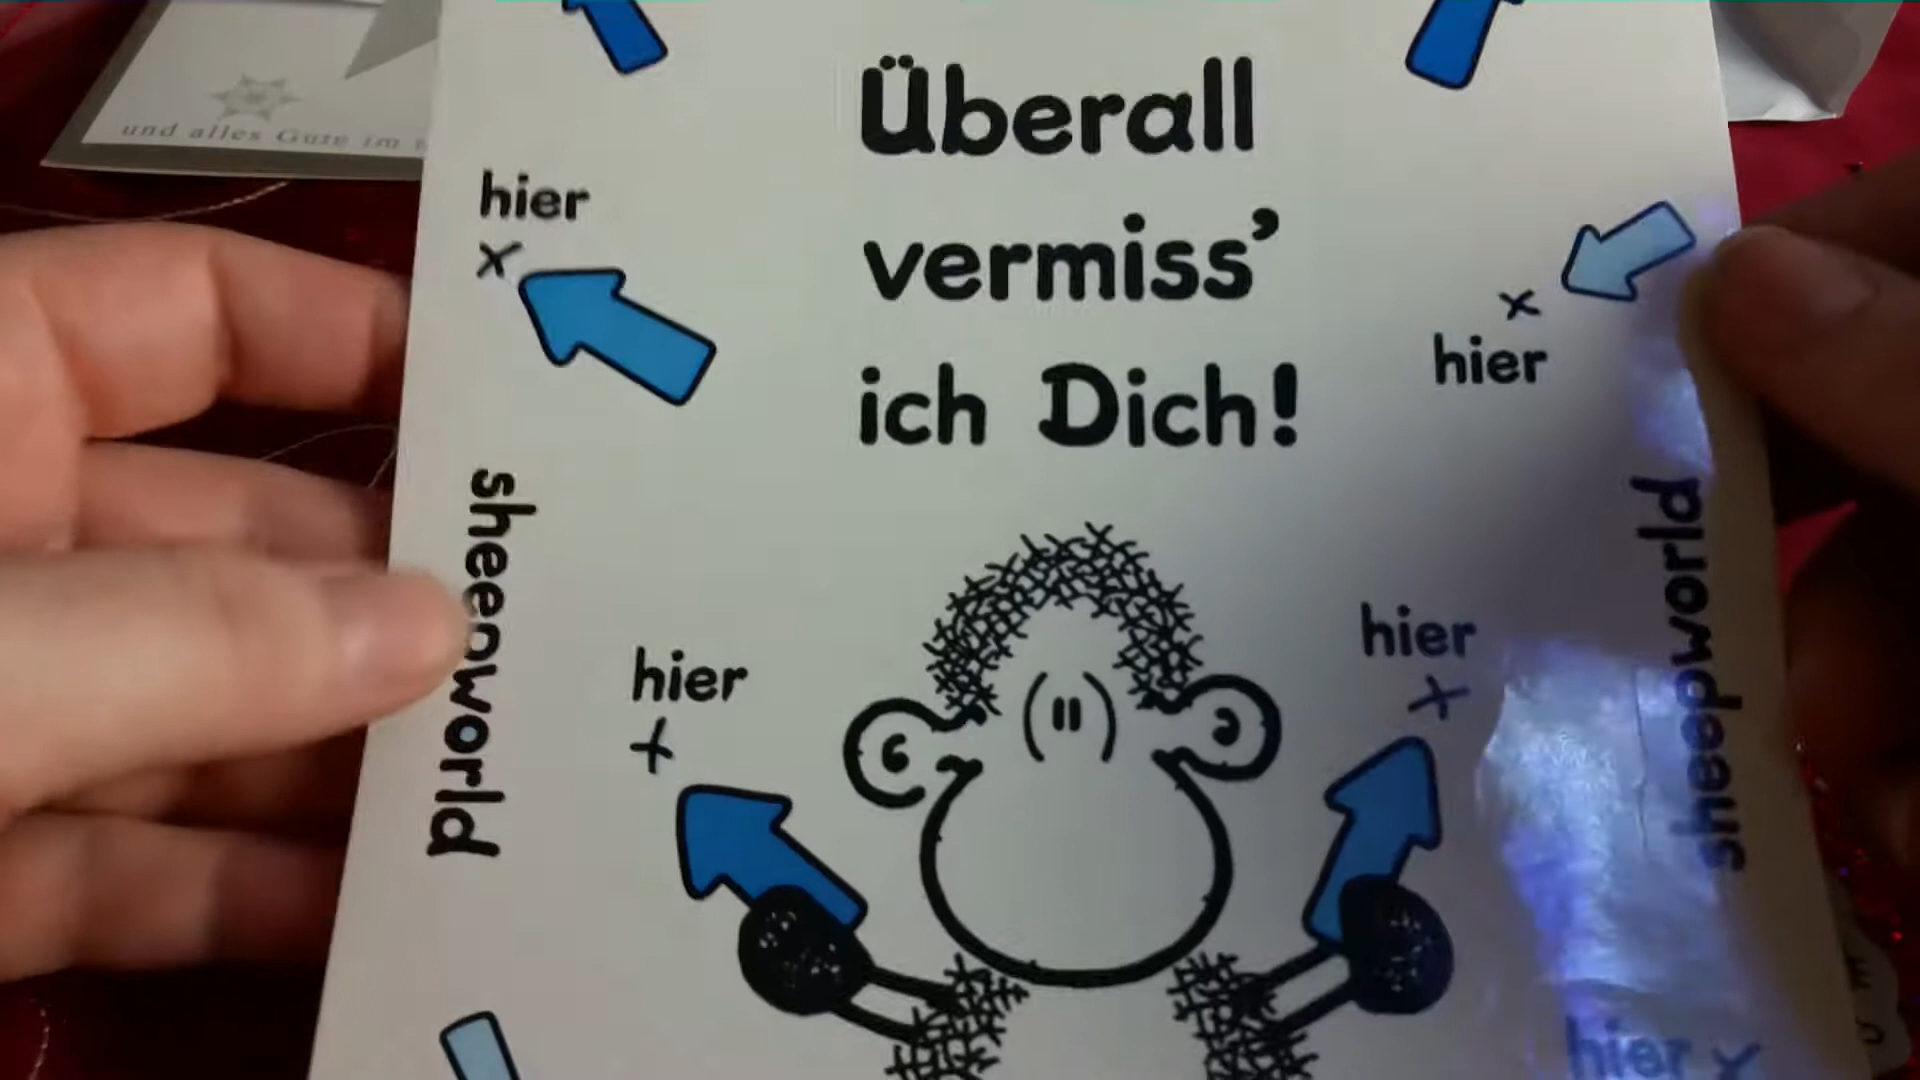 Überall
vermiss'
ich Dich!
und alles Gute im
hier
x
x
hier
sheepworld
sheepworld
hier
x
hier
x
hier x